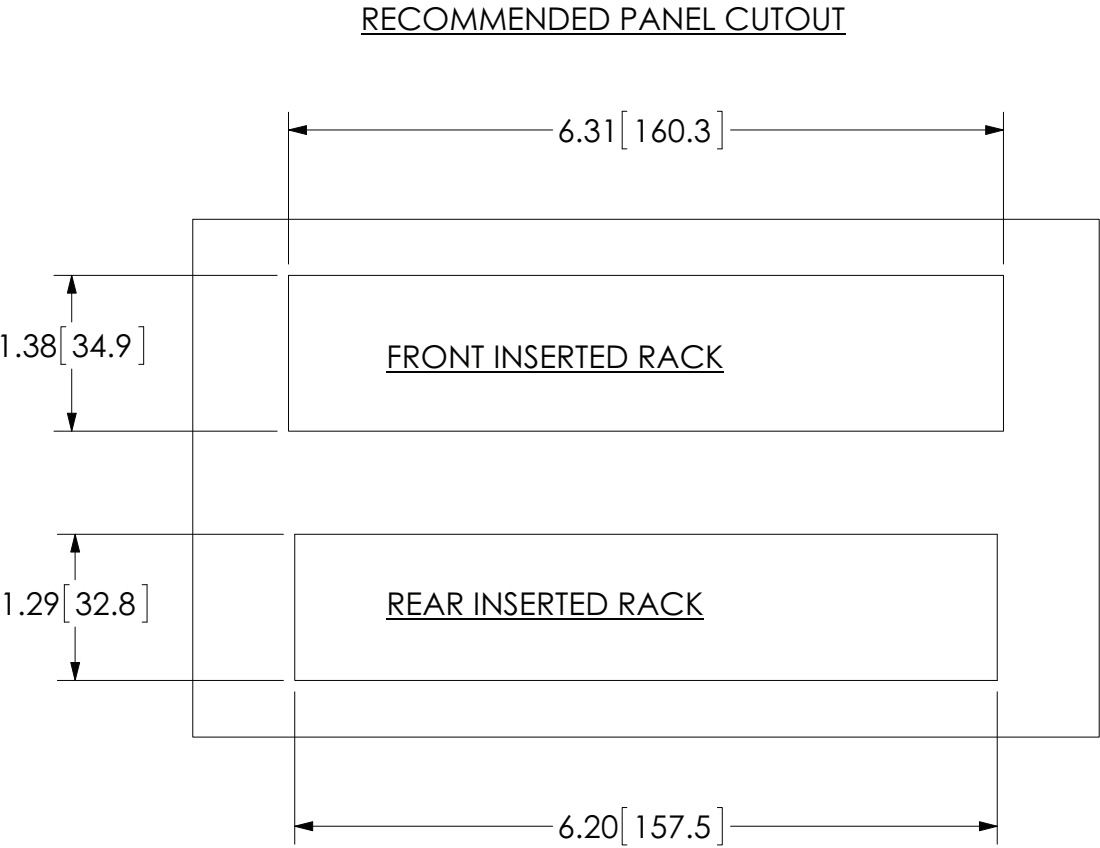 RECOMMENDED PANEL CUTOUT
6.31[160.3]
1.38[34.9]
FRONT INSERTED RACK
1.29[32.8]
REAR INSERTED RACK
6.20[157.5]